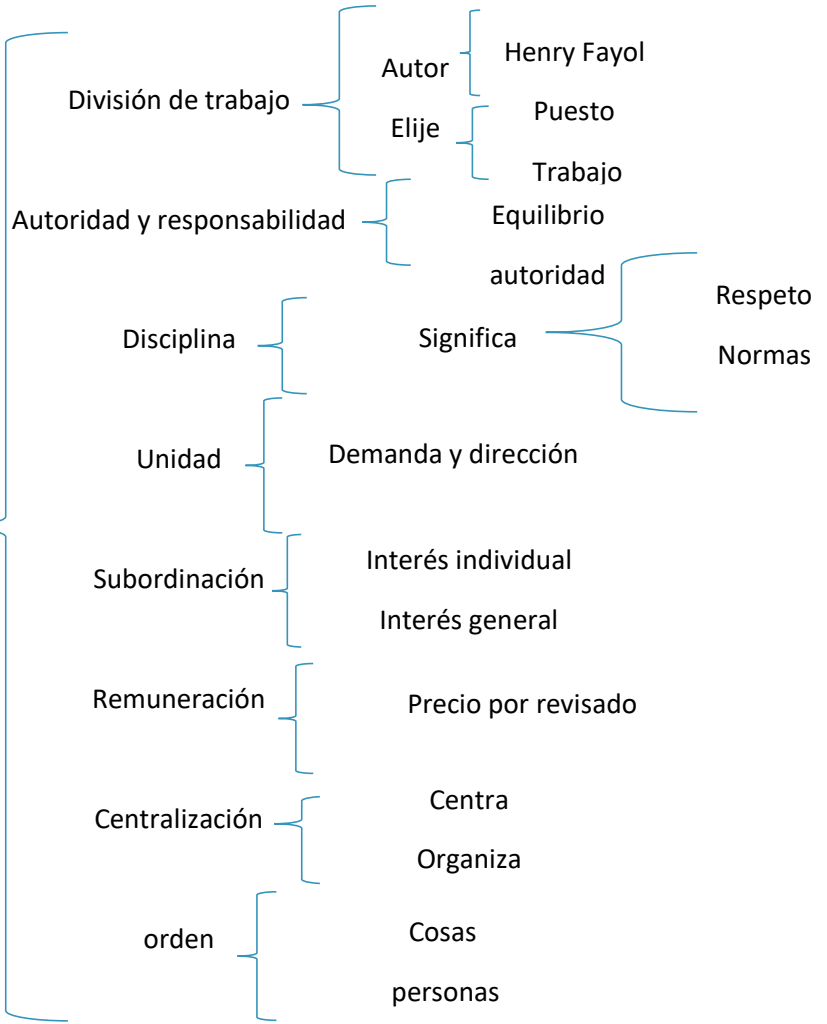 División de trabajo
Autor
Henry Fayol
Elije
Puesto
Trabajo
Autoridad y responsabilidad
Equilibrio
autoridad
Disciplina
Significa
Respeto
Normas
Unidad
Demanda y dirección
Subordinación
Interés individual
Interés general
Remuneración
Precio por revisado
Centralización
Centra
Organiza
orden
Cosas
personas